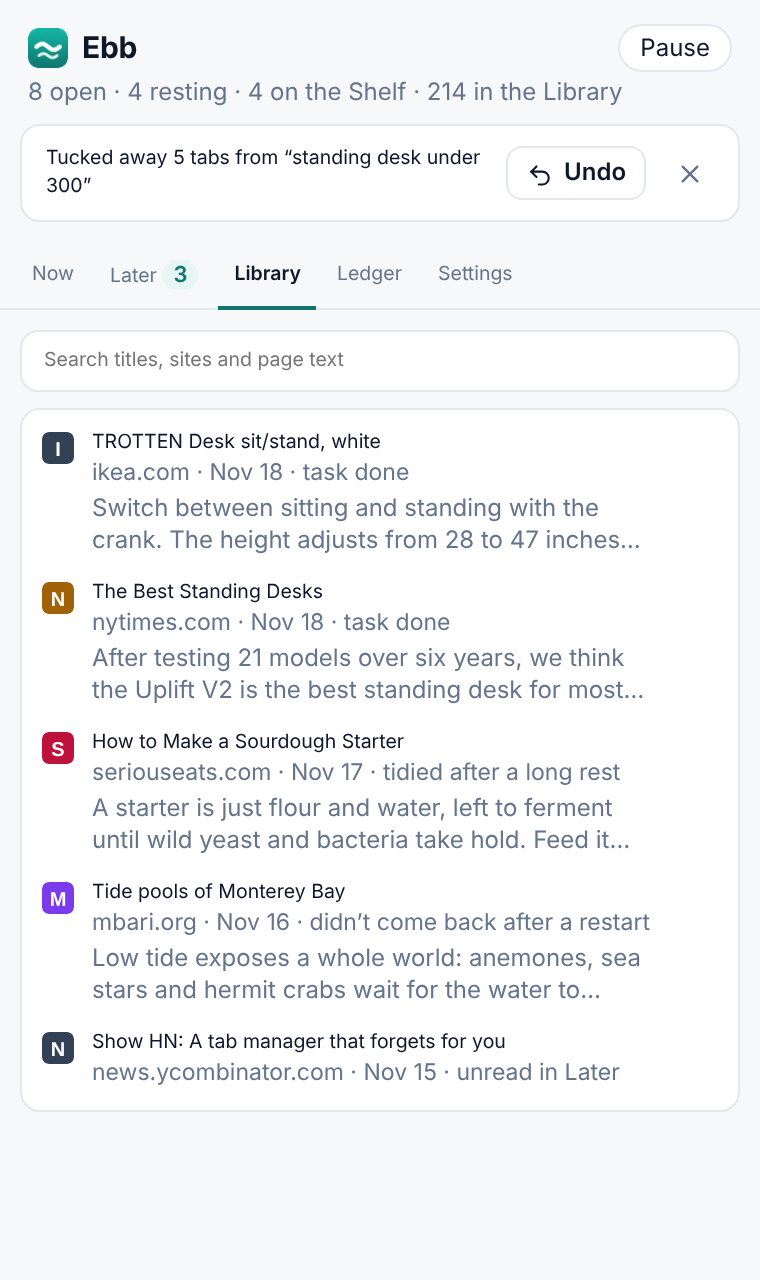 Ebb
Pause
8 open · 4 resting · 4 on the Shelf · 214 in the Library
Tucked away 5 tabs from “standing desk under
300”
Undo
Now
Later 3
Library
Ledger
Settings
Search titles, sites and page text
I
TROTTEN Desk sit/stand, white
ikea.com · Nov 18 · task done
Switch between sitting and standing with the
crank. The height adjusts from 28 to 47 inches…
N
The Best Standing Desks
nytimes.com · Nov 18 · task done
After testing 21 models over six years, we think
the Uplift V2 is the best standing desk for most…
S
How to Make a Sourdough Starter
seriouseats.com · Nov 17 · tidied after a long rest
A starter is just flour and water, left to ferment
until wild yeast and bacteria take hold. Feed it…
M
Tide pools of Monterey Bay
mbari.org · Nov 16 · didn’t come back after a restart
Low tide exposes a whole world: anemones, sea
stars and hermit crabs wait for the water to…
N
Show HN: A tab manager that forgets for you
news.ycombinator.com · Nov 15 · unread in Later